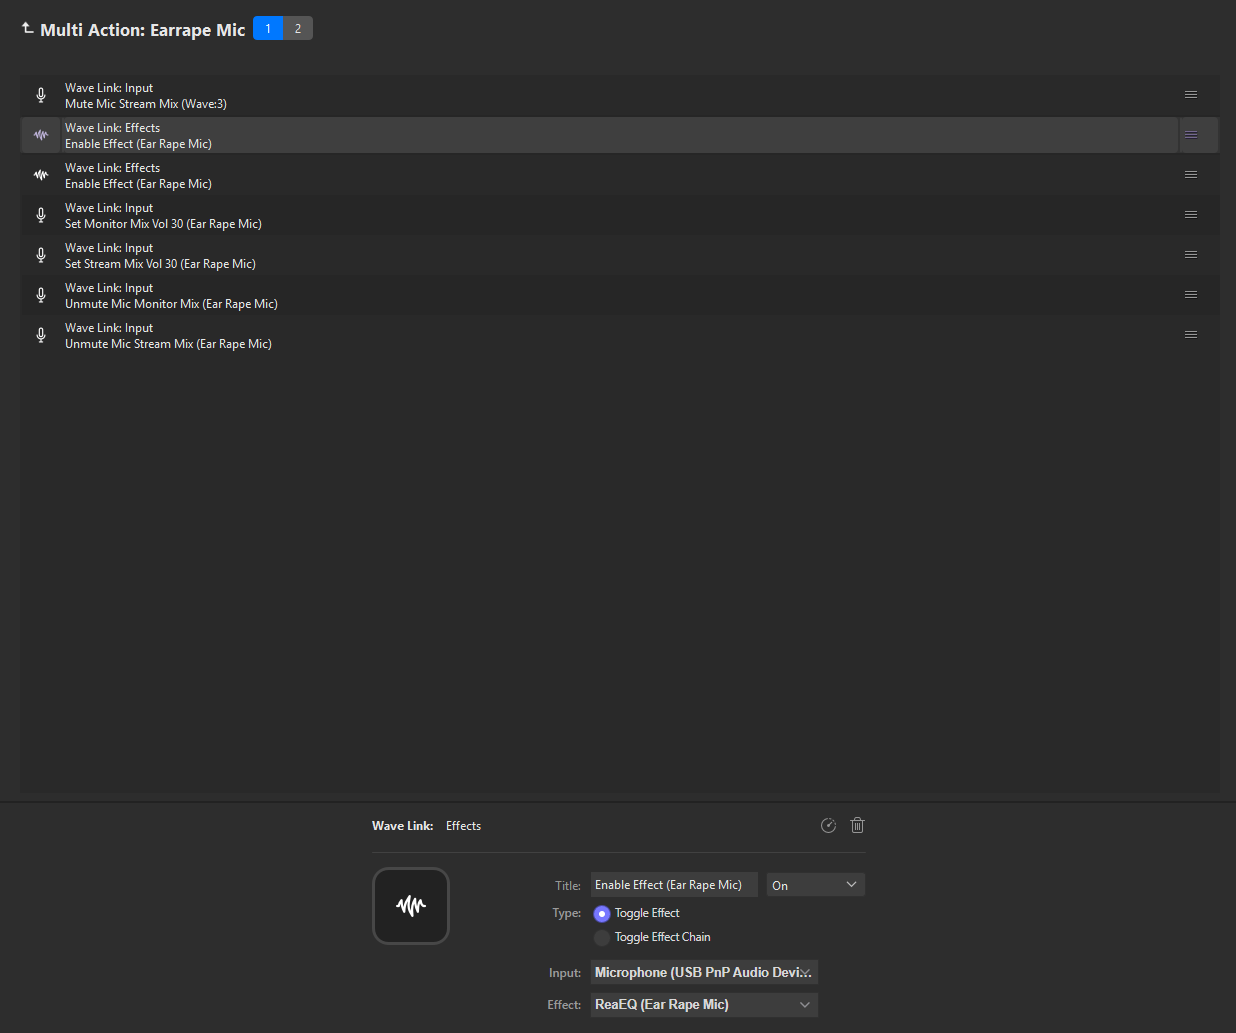 Multi Action: Earrape Mic 1 2
Wave Link: Input
Mute Mic Stream Mix (Wave:3)
Wave Link: Effects
Enable Effect (Ear Rape Mic)
Wave Link: Effects
Enable Effect (Ear Rape Mic)
Wave Link: Input
Set Monitor Mix Vol 30 (Ear Rape Mic)
Wave Link: Input
Set Stream Mix Vol 30 (Ear Rape Mic)
Wave Link: Input
Unmute Mic Monitor Mix (Ear Rape Mic)
Wave Link: Input
Unmute Mic Stream Mix (Ear Rape Mic)
Wave Link: Effects
Title: Enable Effect (Ear Rape Mic) On
Type: Toggle Effect
Toggle Effect Chain
Input: Microphone (USB PnP Audio Devi...
Effect: ReaEQ (Ear Rape Mic)